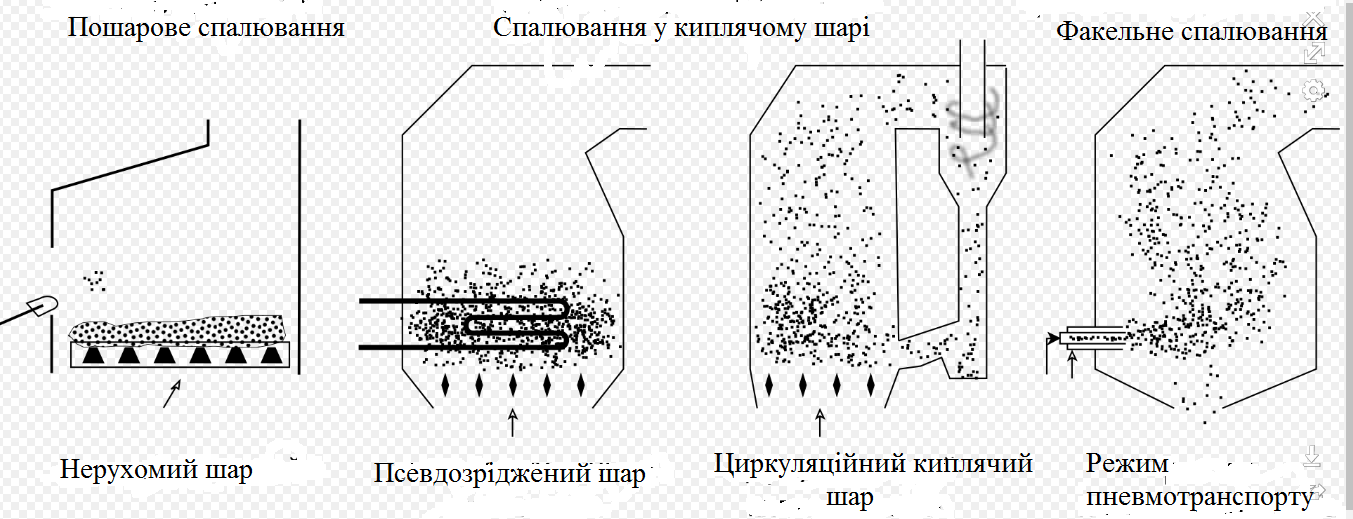 Пошарове спалювання
Спалювання у киплячому шарі
Факельне спалювання
Нерухомий шар
Псевдозріджений шар
Циркуляційний киплячий
шар
Режим
пневмотранспорту